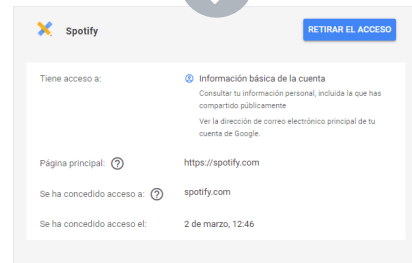 Spotify
RETIRAR EL ACCESO
Tiene acceso a:
Información básica de la cuenta
Consultar tu información personal, incluida la que has
compartido públicamente
Ver la dirección de correo electrónico principal de tu
cuenta de Google.
Página principal: ?
https://spotify.com
Se ha concedido acceso a: ?
spotify.com
Se ha concedido acceso el:
2 de marzo, 12:46